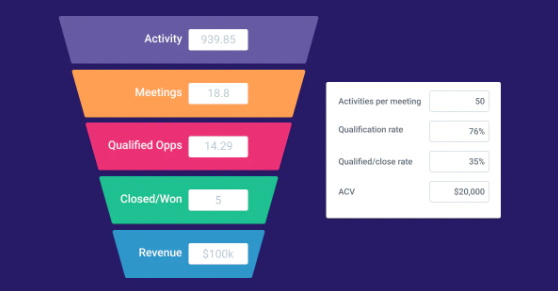 Activity 939.85
Meetings 18.8
Qualified Opps 14.29
Closed/Won 5
Revenue $100k
Activities per meeting 50
Qualification rate 76%
Qualified/close rate 35%
ACV $20,000